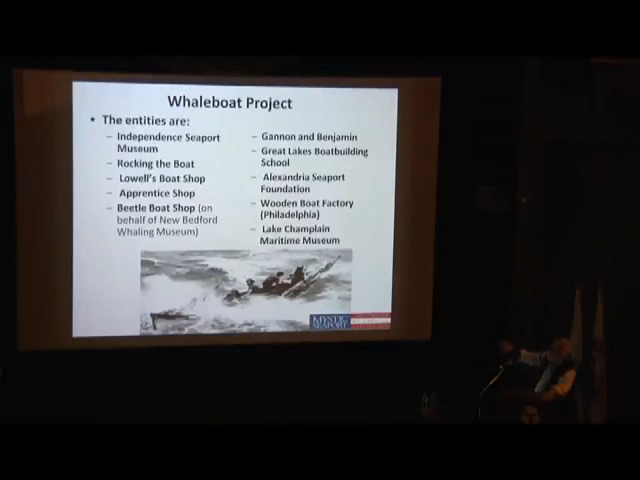 Whaleboat Project
• The entities are:
– Independence Seaport
Museum
– Rocking the Boat
– Lowell's Boat Shop
– Apprentice Shop
– Beetle Boat Shop (on
behalf of New Bedford
Whaling Museum)
– Gannon and Benjamin
– Great Lakes Boatbuilding
School
– Alexandria Seaport
Foundation
– Wooden Boat Factory
(Philadelphia)
– Lake Champlain
Maritime Museum
MYSTIC
SEAPORT